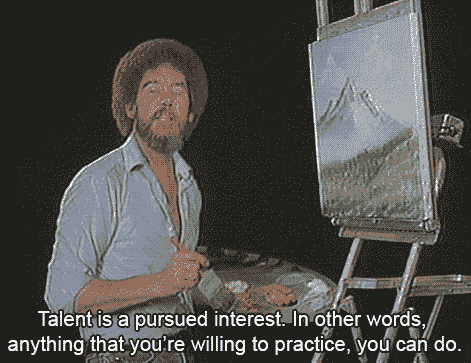 Talent is a pursued interest. In other words,
anything that you're willing to practice, you can do.